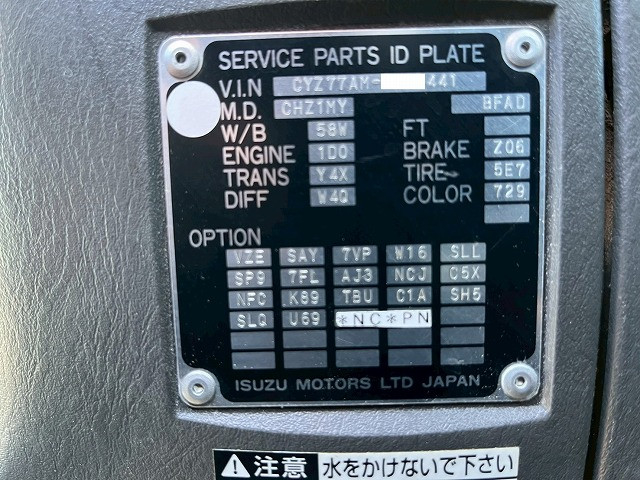 SERVICE PARTS ID PLATE
V.I.N CYZ77AM- 441
M.D. CHZ1MY BFAD
W/B 58W FT
ENGINE 1DO BRAKE ZQ6
TRANS Y4X TIRE 5E7
DIFF W4Q COLOR 729
OPTION
VZE SAY 7VP W16 SLL
SP9 7FL AJ3 NCJ C5X
NFC K89 TBU C1A SH5
SLQ U69 *NC*PN
ISUZU MOTORS LTD JAPAN
注意 水をかけないで下さい